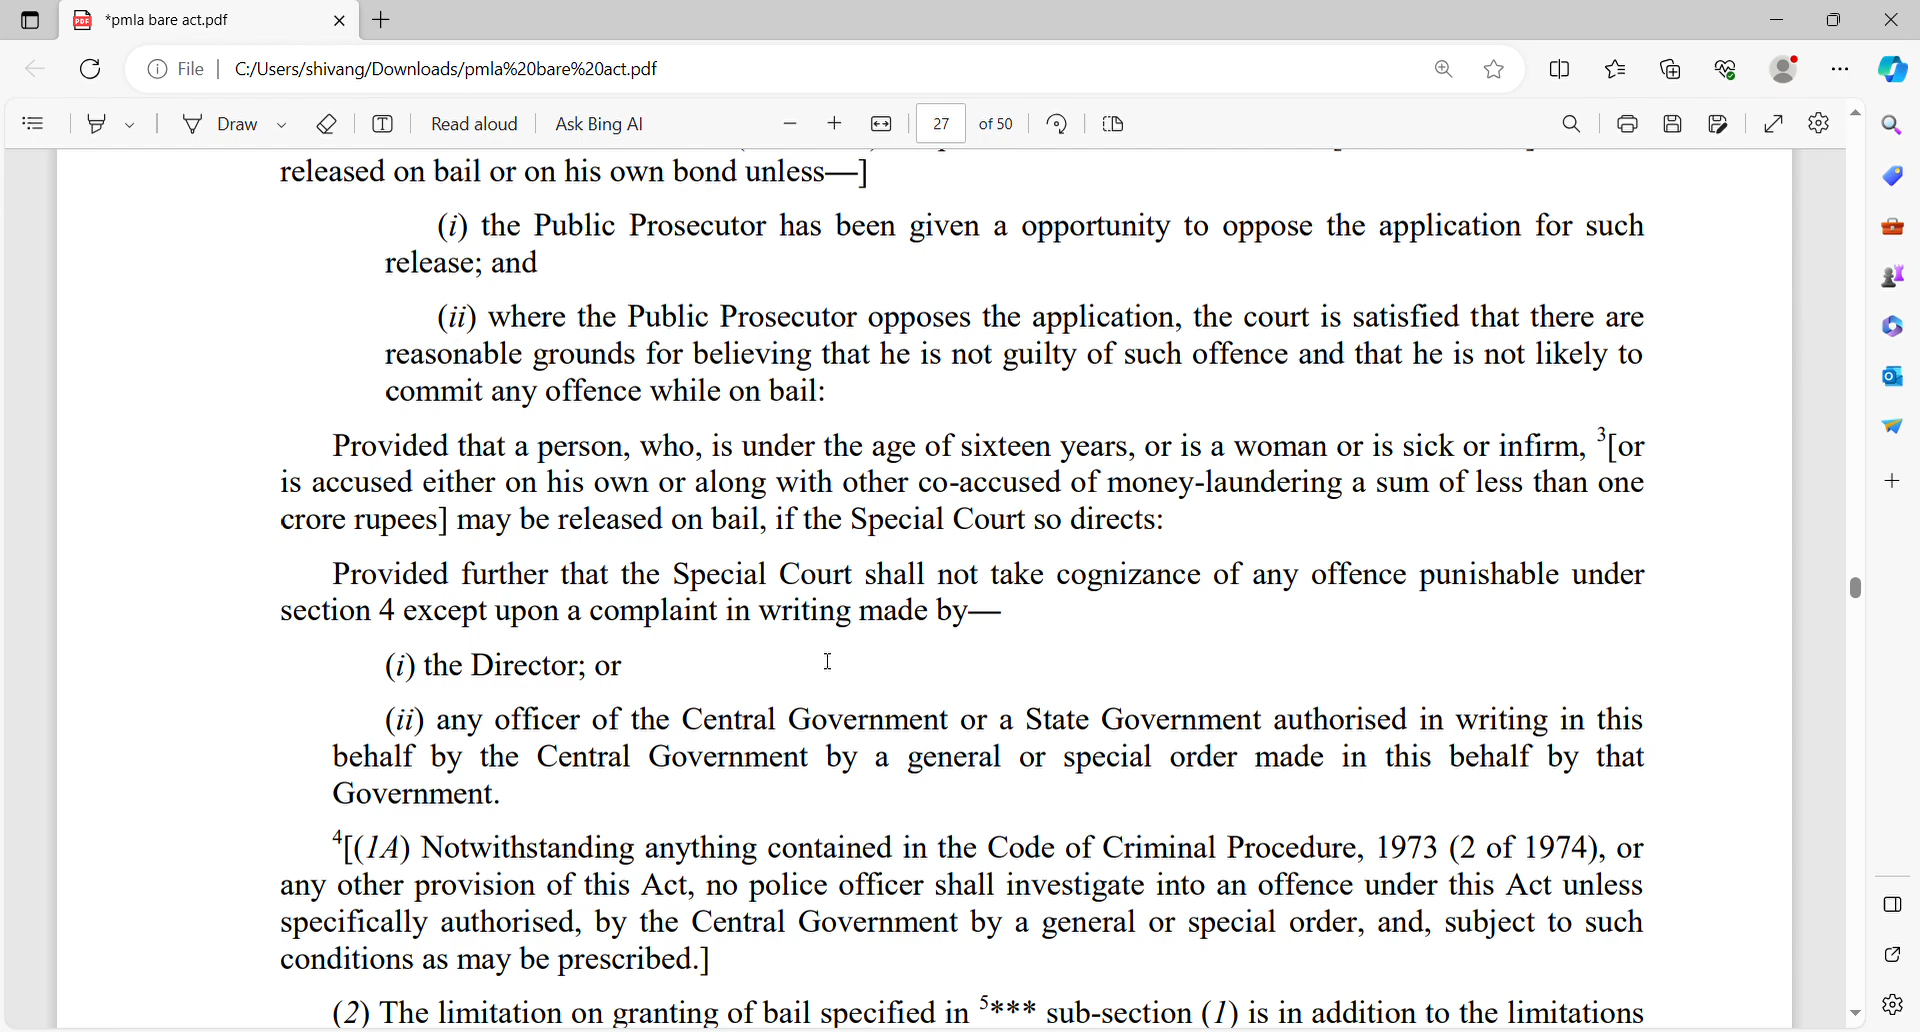 *pmla bare act.pdf
File
C:/Users/shivang/Downloads/pmla%20bare%20act.pdf
Draw
Read aloud
Ask Bing AI
27 of 50
released on bail or on his own bond unless—]
(i) the Public Prosecutor has been given a opportunity to oppose the application for such
release; and
(ii) where the Public Prosecutor opposes the application, the court is satisfied that there are
reasonable grounds for believing that he is not guilty of such offence and that he is not likely to
commit any offence while on bail:
Provided that a person, who, is under the age of sixteen years, or is a woman or is sick or infirm, 3[or
is accused either on his own or along with other co-accused of money-laundering a sum of less than one
crore rupees] may be released on bail, if the Special Court so directs:
Provided further that the Special Court shall not take cognizance of any offence punishable under
section 4 except upon a complaint in writing made by—
(i) the Director; or
(ii) any officer of the Central Government or a State Government authorised in writing in this
behalf by the Central Government by a general or special order made in this behalf by that
Government.
4[(1A) Notwithstanding anything contained in the Code of Criminal Procedure, 1973 (2 of 1974), or
any other provision of this Act, no police officer shall investigate into an offence under this Act unless
specifically authorised, by the Central Government by a general or special order, and, subject to such
conditions as may be prescribed.]
(2) The limitation on granting of bail specified in 5*** sub-section (1) is in addition to the limitations